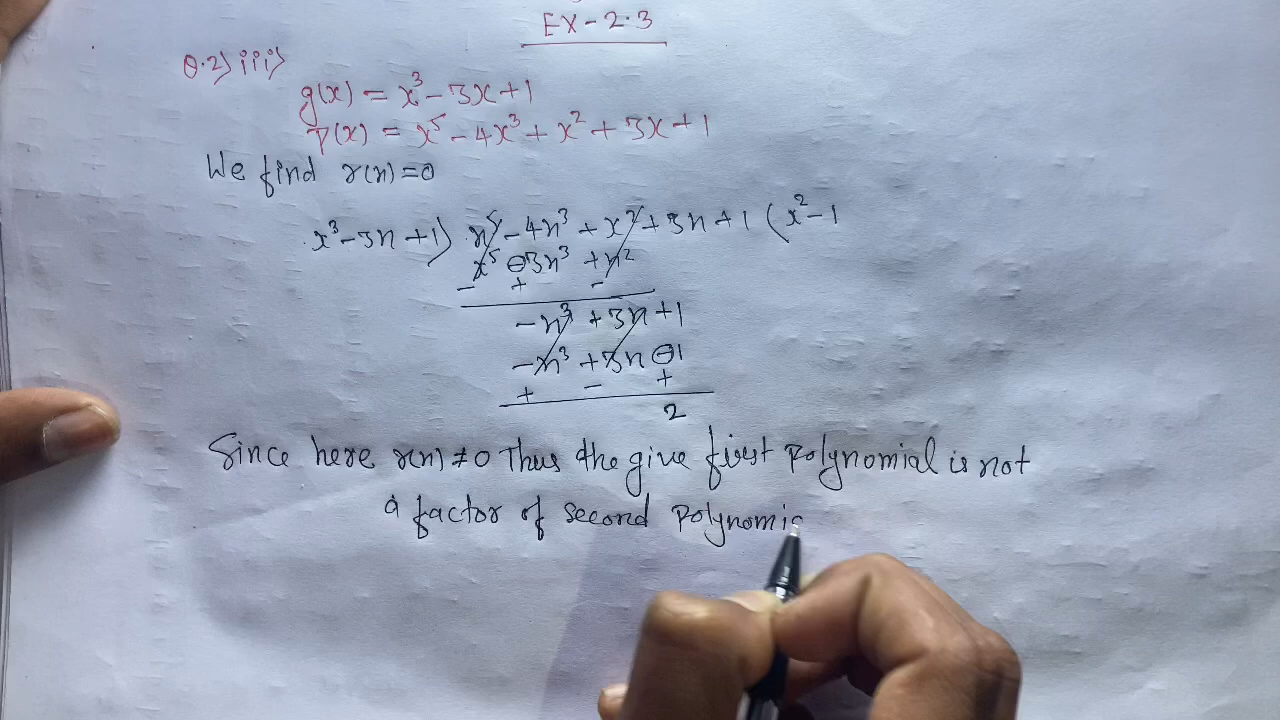 EX-2.3
Q.2) iii)
g(x) = x³-3x+1
p(x) = x⁵-4x³+x²+3x+1
We find r(x)=0
x³-3x+1) x⁵-4x³+x²+3x+1 (x²-1
x⁵-3x³+x²
- + -
-x³+3x+1
-x³+3x-1
+ - +
2
Since here r(x)≠0 Thus the give first polynomial is not
a factor of second polynomi